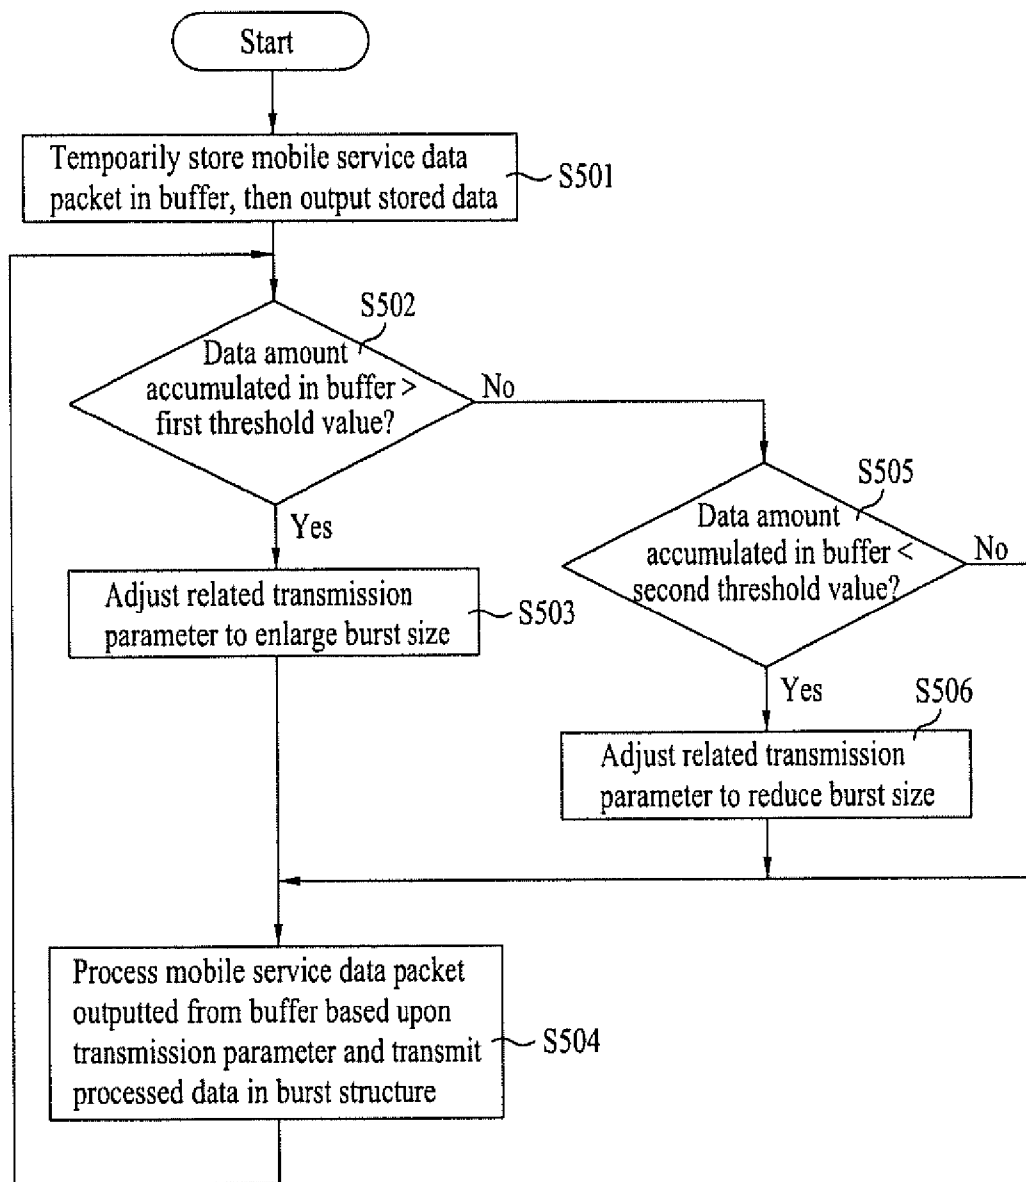 Start
Tempoarily store mobile service data
packet in buffer, then output stored data
S501
S502
Data amount
accumulated in buffer >
first threshold value?
No
Yes
S505
Data amount
accumulated in buffer <
second threshold value?
No
Yes
Adjust related transmission
parameter to enlarge burst size
S503
S506
Adjust related transmission
parameter to reduce burst size
Process mobile service data packet
outputted from buffer based upon
transmission parameter and transmit
processed data in burst structure
S504